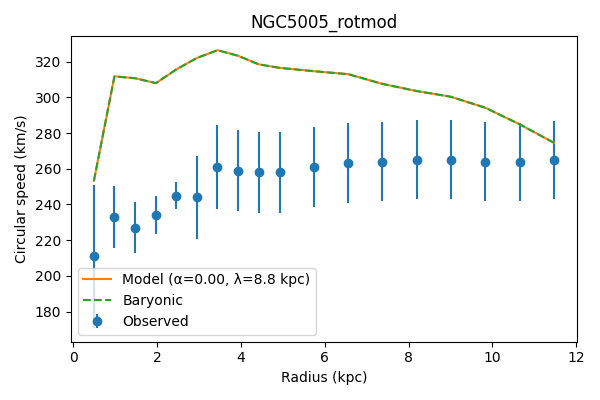 NGC5005_rotmod
Circular speed (km/s)
320
300
280
260
240
220
200
180
Model (α=0.00, λ=8.8 kpc)
Baryonic
Observed
0
2
4
6
8
10
12
Radius (kpc)